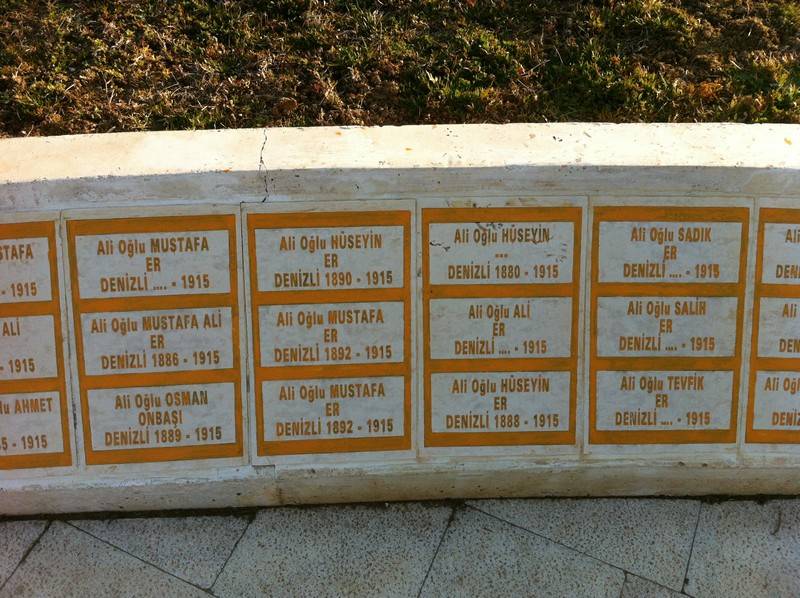 STAFA
. - 1915
ALI
- 1915
lu AHMET
5 - 1915
Ali Oğlu MUSTAFA
ER
DENİZLİ .... - 1915
Ali Oğlu MUSTAFA ALİ
ER
DENİZLİ 1886 - 1915
Ali Oğlu OSMAN
ONBAŞI
DENİZLİ 1889 - 1915
Ali Oğlu HÜSEYİN
ER
DENİZLİ 1890 - 1915
Ali Oğlu MUSTAFA
ER
DENİZLİ 1892 - 1915
Ali Oğlu MUSTAFA
ER
DENİZLİ 1892 - 1915
Ali Oğlu HÜSEYİN
...
DENİZLİ 1880 - 1915
Ali Oğlu ALİ
ER
DENİZLİ .... - 1915
Ali Oğlu HÜSEYİN
ER
DENİZLİ 1888 - 1915
Ali Oğlu SADIK
ER
DENİZLİ .... - 1915
Ali Oğlu SALİH
ER
DENİZLİ .... - 1915
Ali Oğlu TEVFİK
ER
DENİZLİ .... - 1915
Ali
DENİZ
Ali Oğ
DENİZ
Ali Oğlu
DENİZL